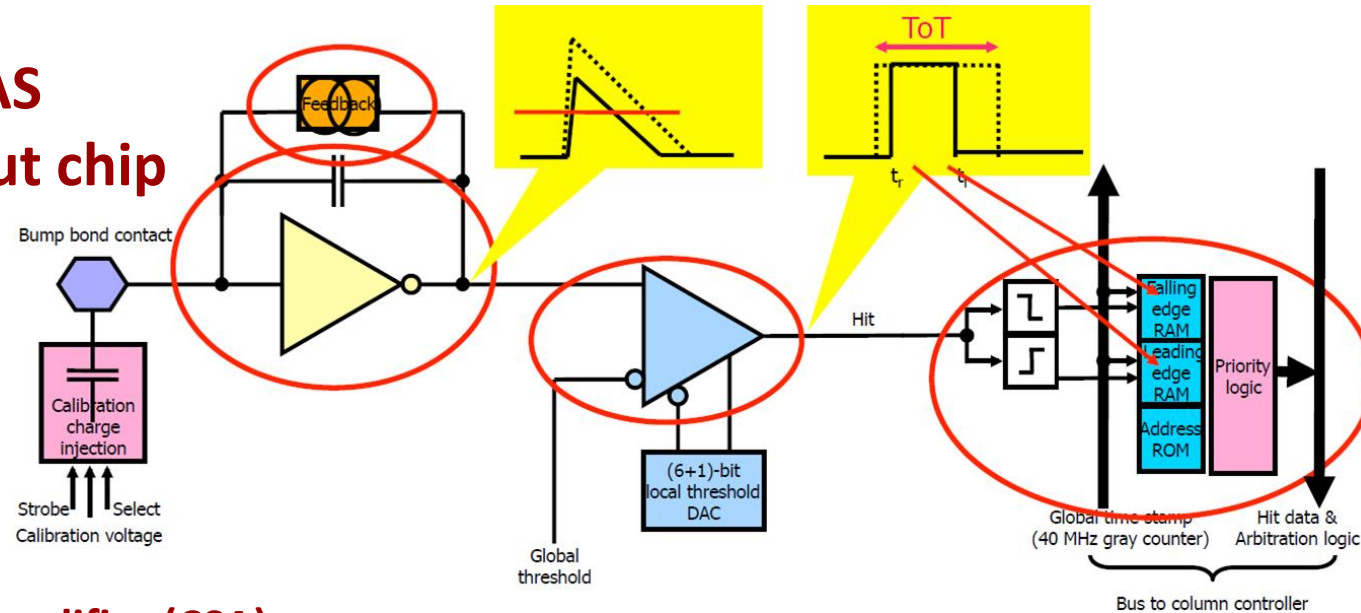 AS
ut chip
Feedback
ToT
tr
tf
Bump bond contact
Calibration
charge
injection
Strobe
Select
Calibration voltage
Global
threshold
(6+1)-bit
local threshold
DAC
Hit
Falling
edge
RAM
Leading
edge
RAM
Address
ROM
Priority
logic
Global time stamp
(40 MHz gray counter)
Hit data &
Arbitration logic
Bus to column controller
(CSA)